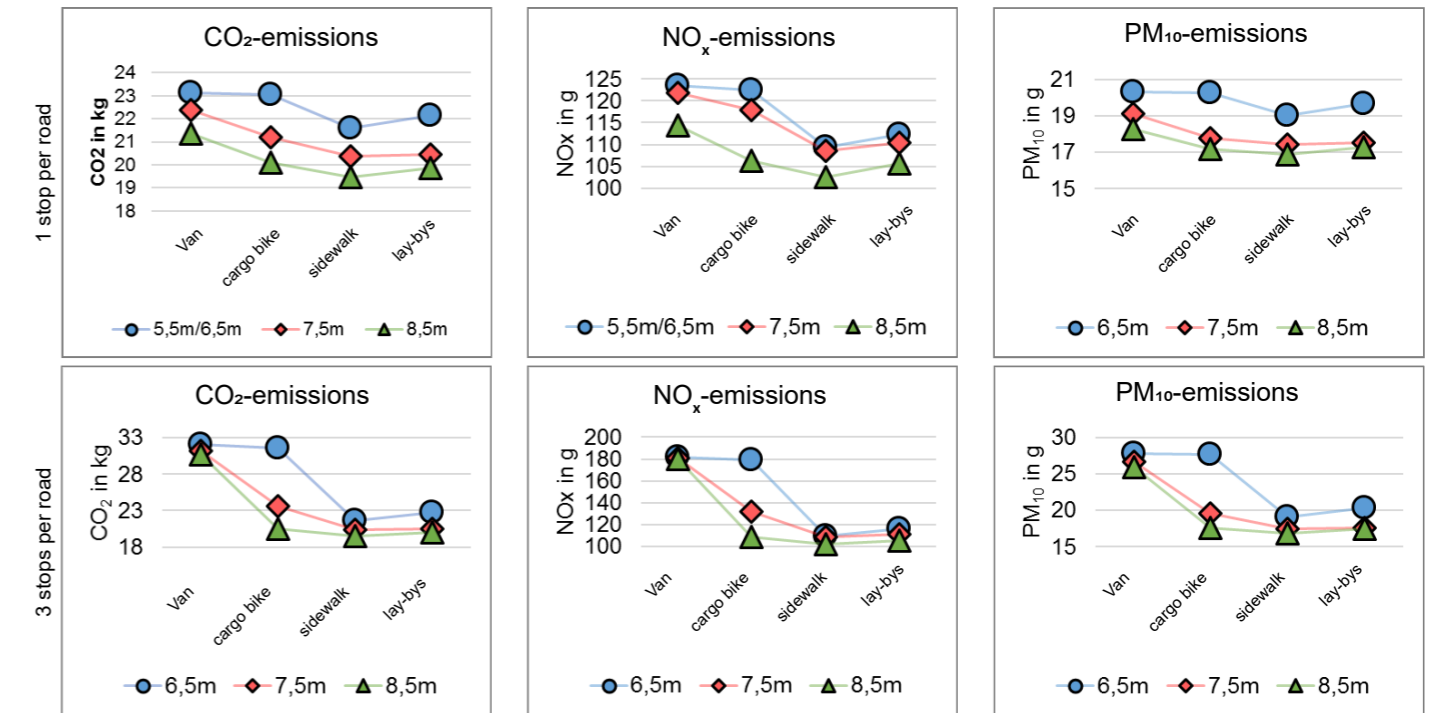 1 stop per road
CO₂-emissions
CO2 in kg
24
23
22
21
20
19
18
Van
cargo bike
sidewalk
lay-bys
5,5m/6,5m 7,5m 8,5m
NOₓ-emissions
NOx in g
125
120
115
110
105
100
Van
cargo bike
sidewalk
lay-bys
5,5m/6,5m 7,5m 8,5m
PM₁₀-emissions
PM₁₀ in g
21
19
17
15
Van
cargo bike
sidewalk
lay-bys
6,5m 7,5m 8,5m
3 stops per road
CO₂-emissions
CO₂ in kg
33
28
23
18
Van
cargo bike
sidewalk
lay-bys
6,5m 7,5m 8,5m
NOₓ-emissions
NOx in g
200
180
160
140
120
100
Van
cargo bike
sidewalk
lay-bys
6,5m 7,5m 8,5m
PM₁₀-emissions
PM₁₀ in g
30
25
20
15
Van
cargo bike
sidewalk
lay-bys
6,5m 7,5m 8,5m